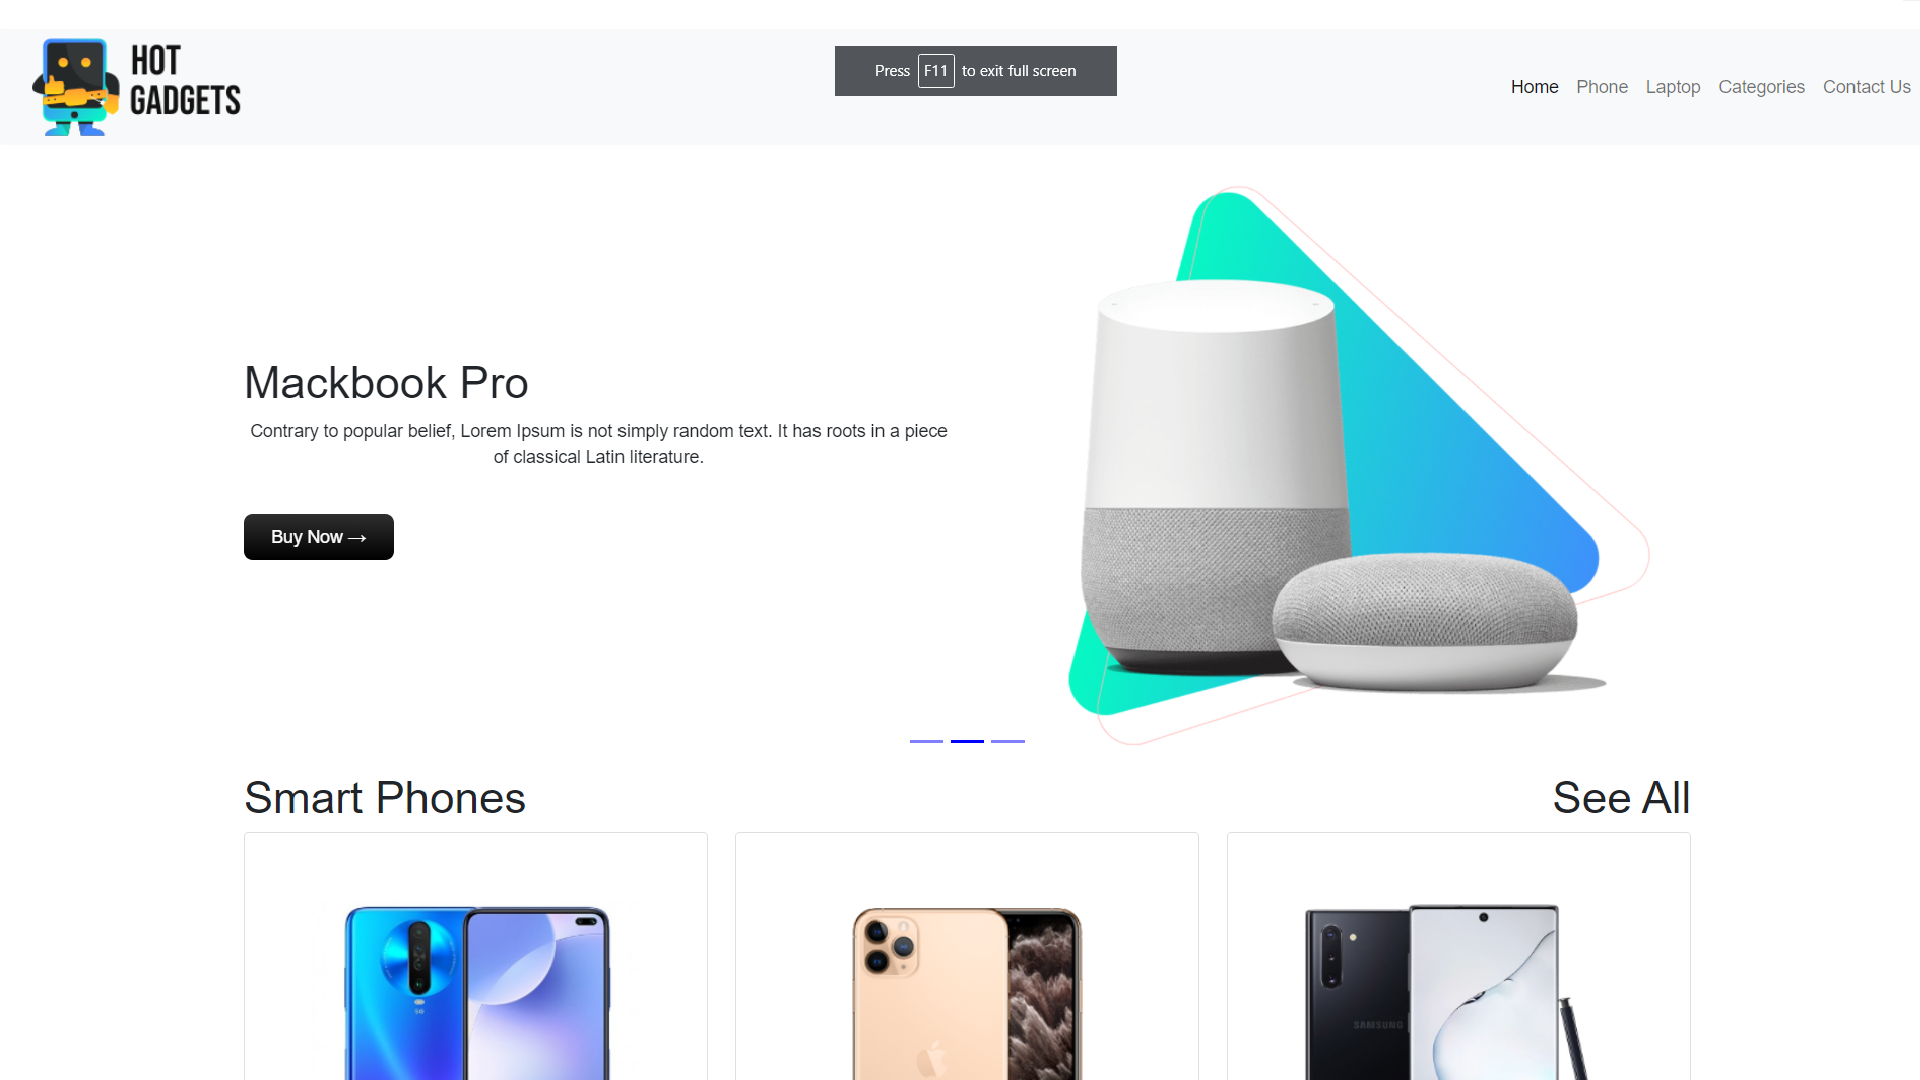 HOT
GADGETS
Press F11 to exit full screen
Home Phone Laptop Categories Contact Us
Mackbook Pro
Contrary to popular belief, Lorem Ipsum is not simply random text. It has roots in a piece
of classical Latin literature.
Buy Now →
Smart Phones
See All
SAMSUNG